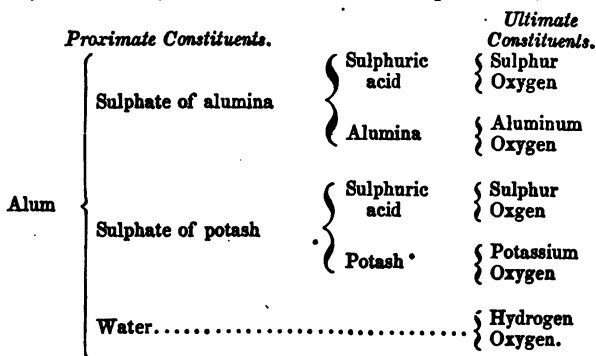 Ultimate
Proximate Constituents. Constituents.
Sulphuric Sulphur
acid Oxygen
Sulphate of alumina
Alumina Aluminum
Oxygen
Sulphuric Sulphur
Alum acid Oxgen
Sulphate of potash
Potash Potassium
Oxygen
Hydrogen
Water........................................ Oxygen.